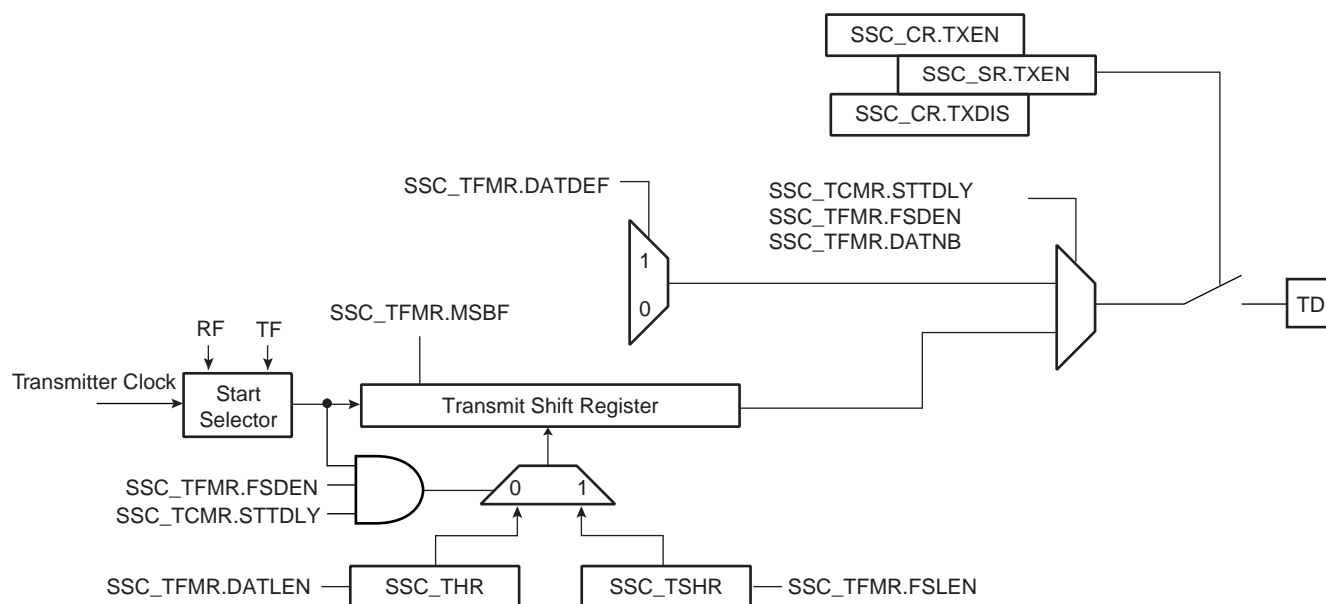 SSC_CR.TXEN
SSC_SR.TXEN
SSC_CR.TXDIS
SSC_TFMR.DATDEF
SSC_TCMR.STTDLY
SSC_TFMR.FSDEN
SSC_TFMR.DATNB
1
0
TD
SSC_TFMR.MSBF
RF TF
Transmitter Clock
Start
Selector
Transmit Shift Register
SSC_TFMR.FSDEN
SSC_TCMR.STTDLY
0 1
SSC_TFMR.DATLEN
SSC_THR
SSC_TSHR
SSC_TFMR.FSLEN